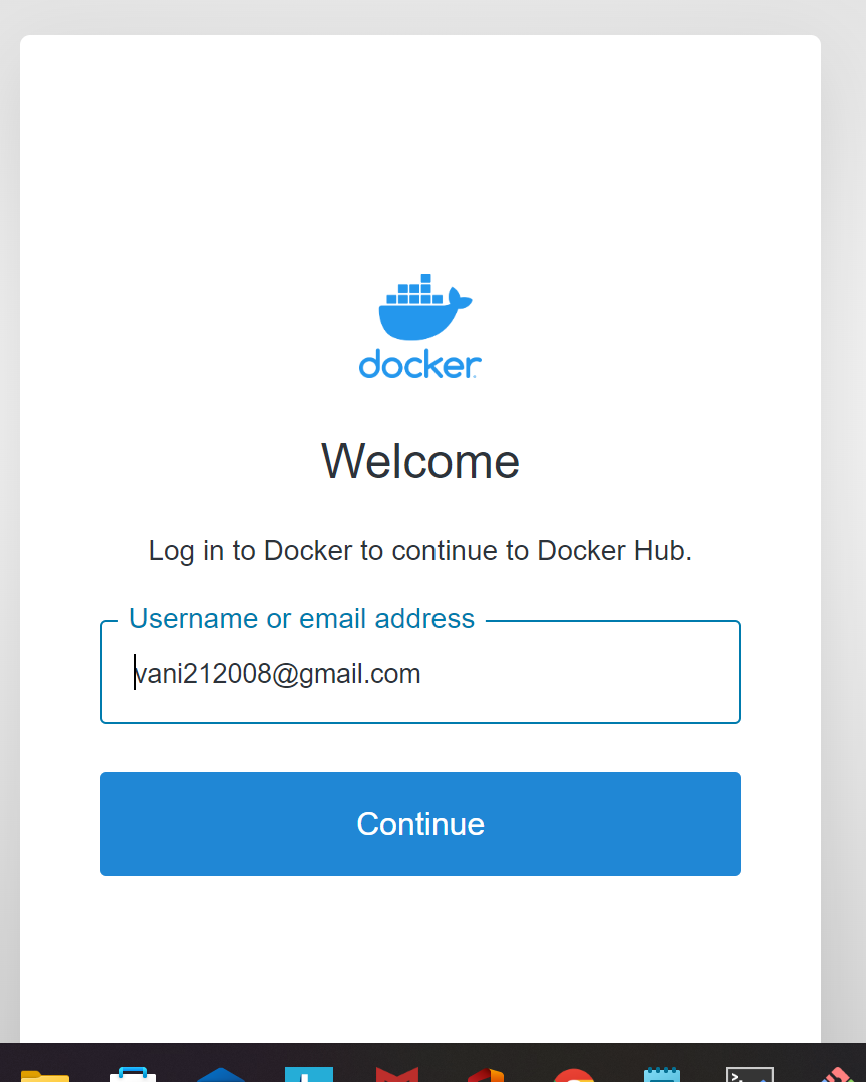 docker
Welcome
Log in to Docker to continue to Docker Hub.
Username or email address
vani212008@gmail.com
Continue